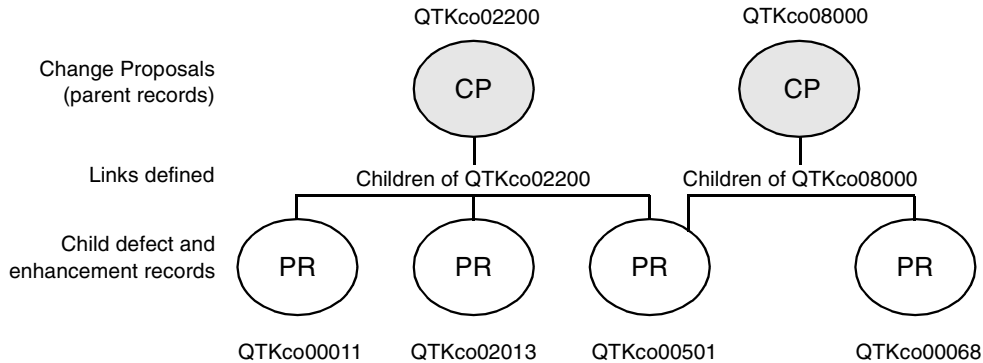 QTKco02200
QTKco08000
Change Proposals
(parent records)
CP
CP
Links defined
Children of QTKco02200
Children of QTKco08000
Child defect and
enhancement records
PR
PR
PR
PR
QTKco00011
QTKco02013
QTKco00501
QTKco00068